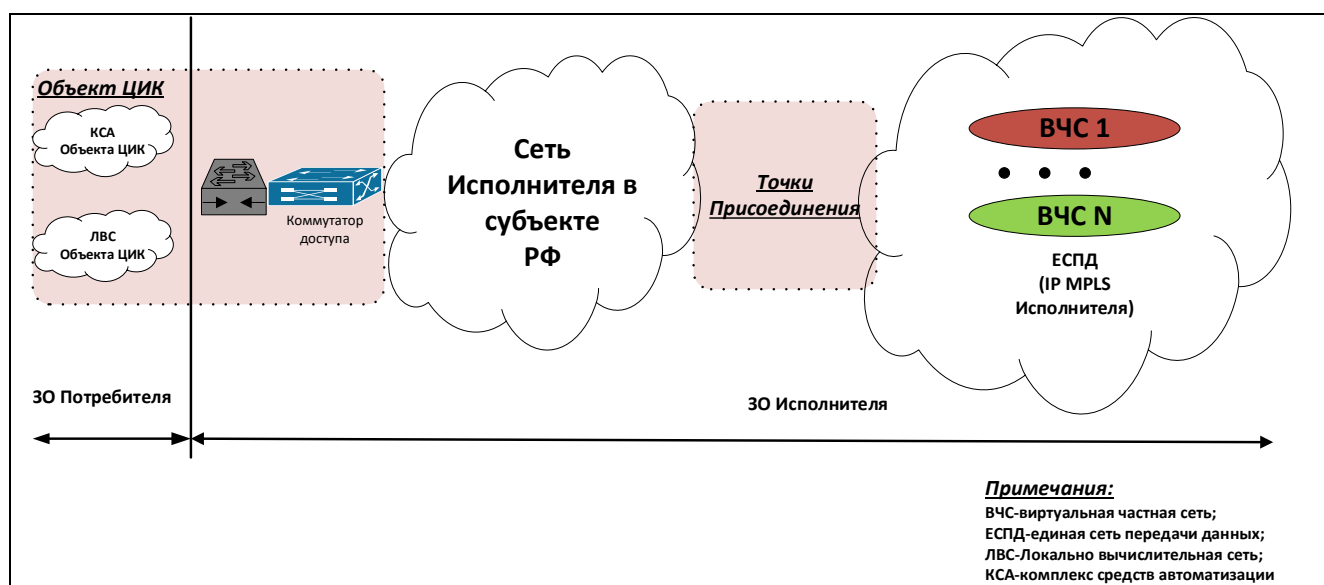 Объект ЦИК
КСА
Объекта ЦИК
ЛВС
Объекта ЦИК
Коммутатор
доступа
Сеть
Исполнителя в
субъекте
РФ
Точки
Присоединения
ВЧС 1
ВЧС N
ЕСПД
(IP MPLS
Исполнителя)
ЗО Потребителя
ЗО Исполнителя
Примечания:
ВЧС-виртуальная частная сеть;
ЕСПД-единая сеть передачи данных;
ЛВС-Локально вычислительная сеть;
КСА-комплекс средств автоматизации